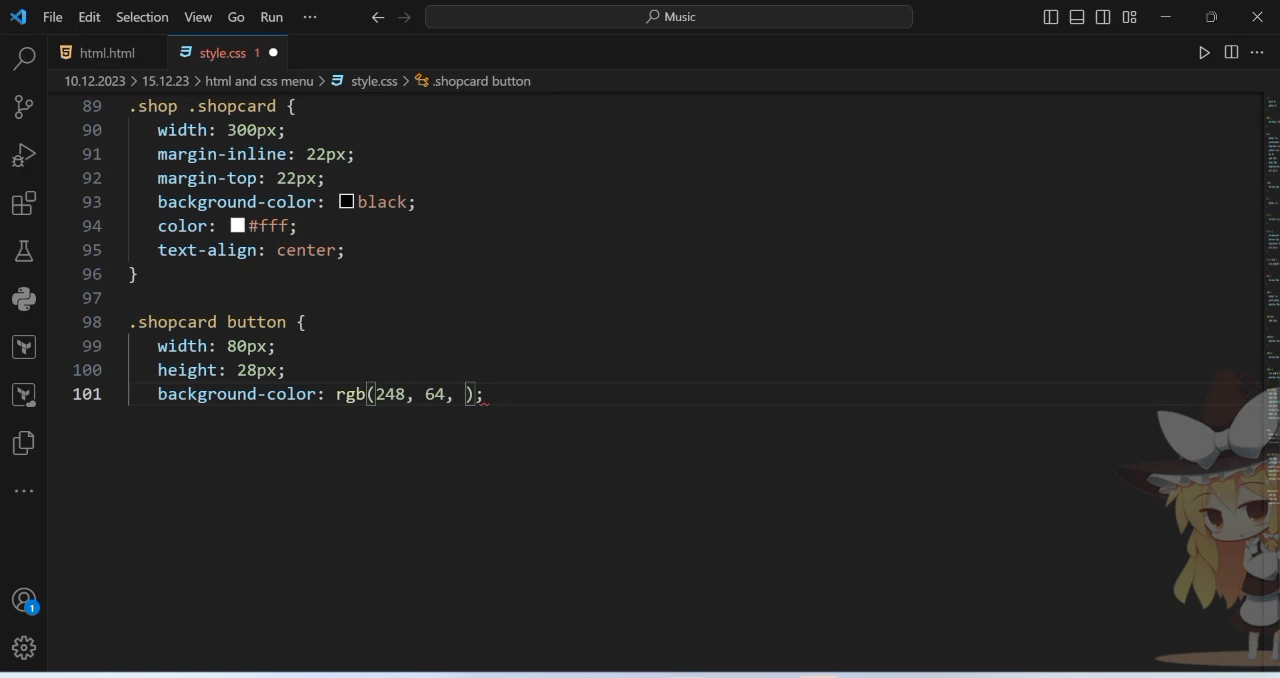 File Edit Selection View Go Run ··· Music
html.html style.css 1
10.12.2023 > 15.12.23 > html and css menu > style.css > .shopcard button
89 .shop .shopcard {
90 width: 300px;
91 margin-inline: 22px;
92 margin-top: 22px;
93 background-color: black;
94 color: #fff;
95 text-align: center;
96 }
97
98 .shopcard button {
99 width: 80px;
100 height: 28px;
101 background-color: rgb(248, 64, );
1